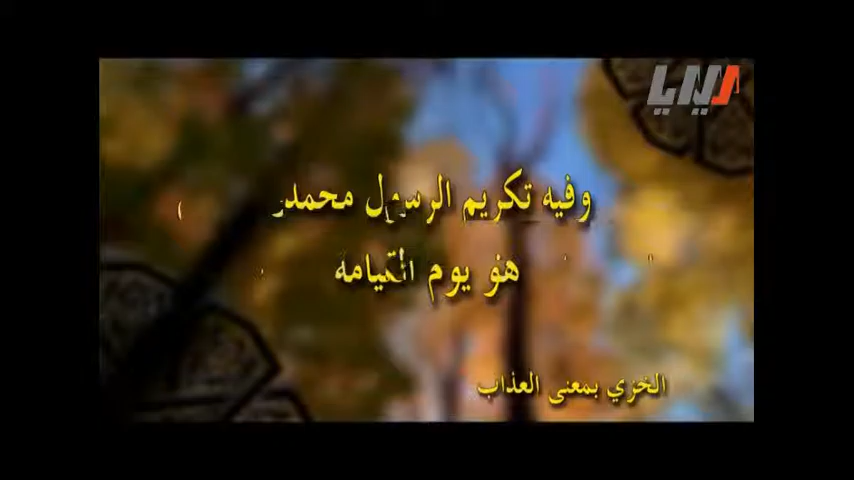 وفيه تكريم الرسول محمد
هو يوم القيامه
الخزي بمعنى العذاب